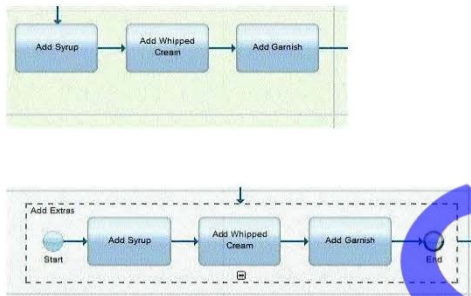 Add Syrup
Add Whipped
Cream
Add Garnish
Add Extras
Start
Add Syrup
Add Whipped
Cream
Add Garnish
End